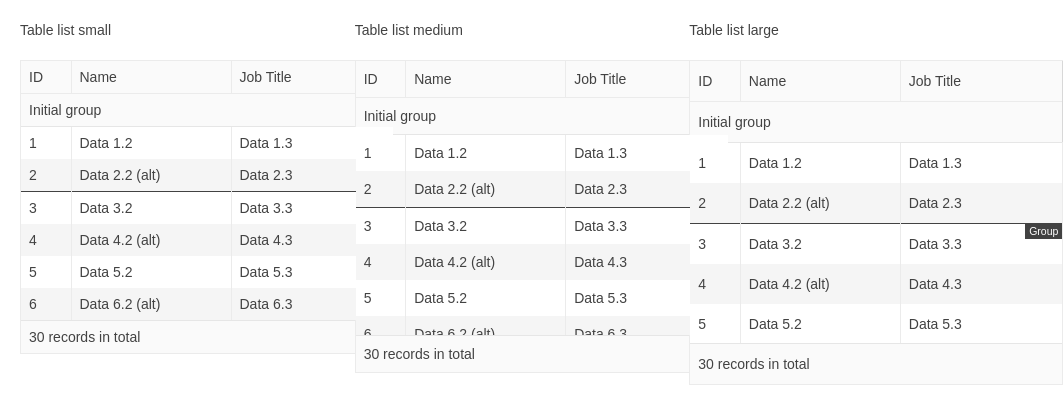 Table list small
ID Name Job Title
Initial group
1 Data 1.2 Data 1.3
2 Data 2.2 (alt) Data 2.3
3 Data 3.2 Data 3.3
4 Data 4.2 (alt) Data 4.3
5 Data 5.2 Data 5.3
6 Data 6.2 (alt) Data 6.3
30 records in total
Table list medium
ID Name Job Title
Initial group
1 Data 1.2 Data 1.3
2 Data 2.2 (alt) Data 2.3
3 Data 3.2 Data 3.3
4 Data 4.2 (alt) Data 4.3
5 Data 5.2 Data 5.3
6 Data 6.2 (alt) Data 6.3
30 records in total
Table list large
ID Name Job Title
Initial group
1 Data 1.2 Data 1.3
2 Data 2.2 (alt) Data 2.3
Group
3 Data 3.2 Data 3.3
4 Data 4.2 (alt) Data 4.3
5 Data 5.2 Data 5.3
30 records in total